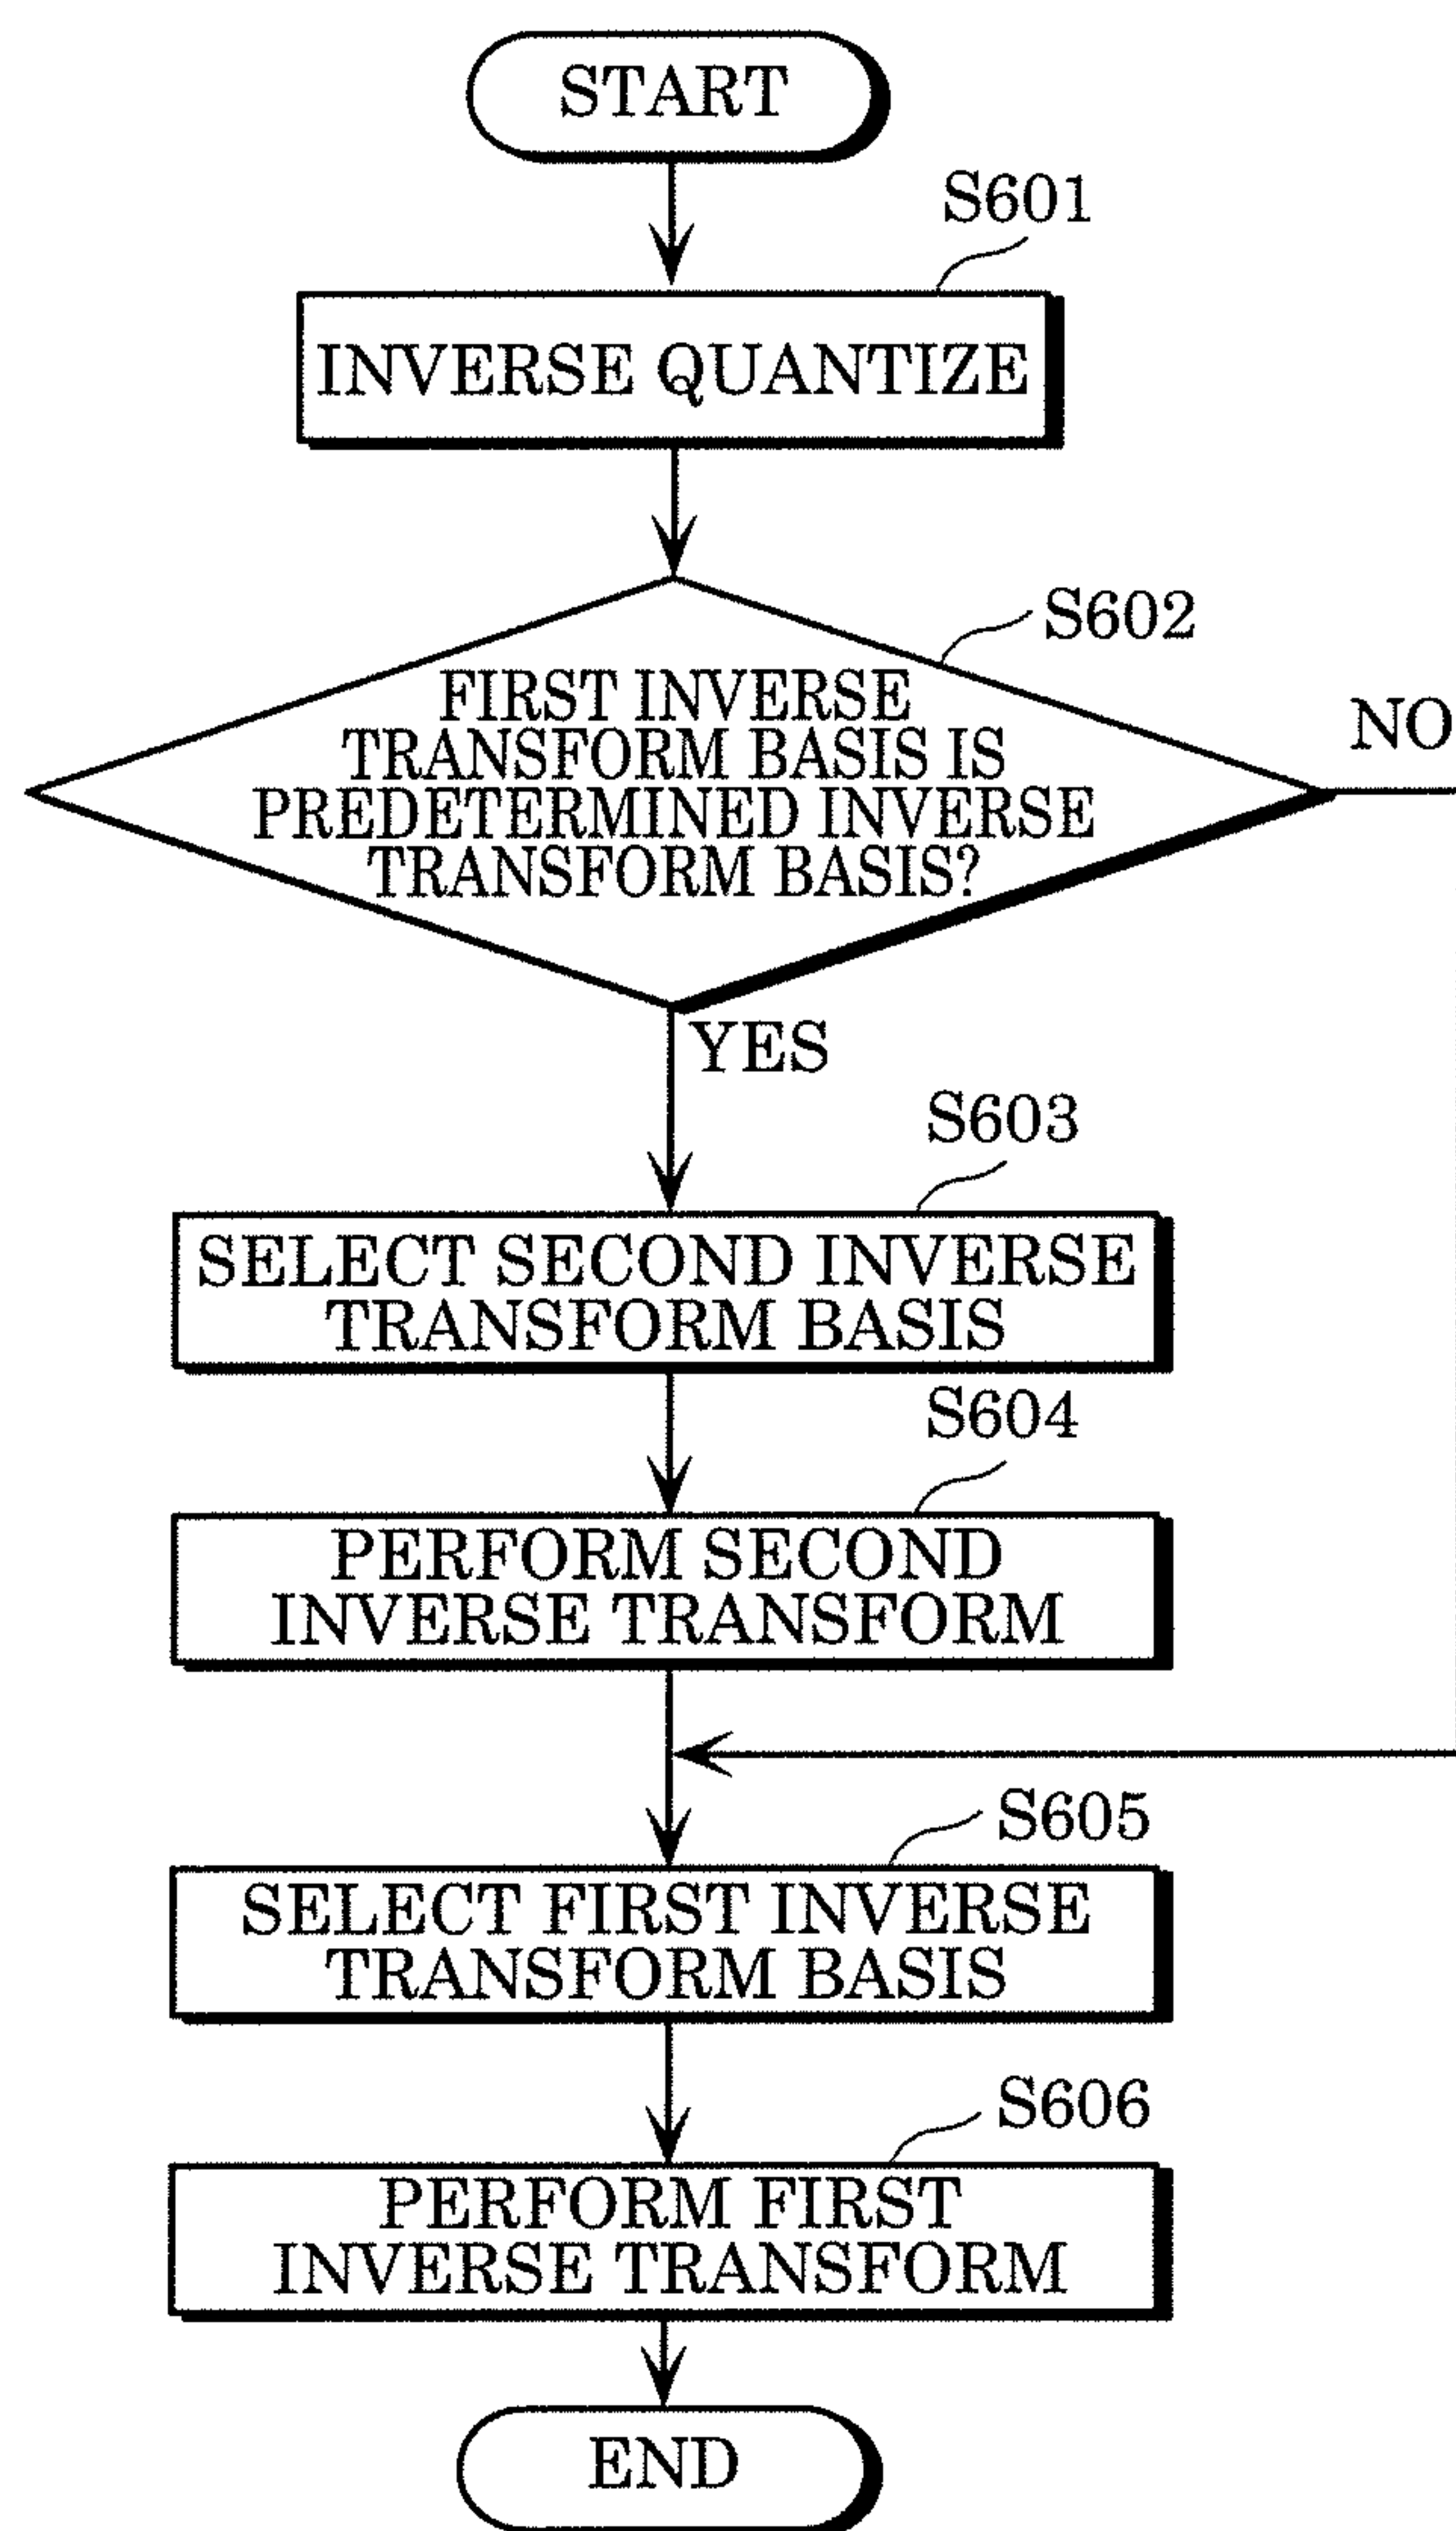 START
S601
INVERSE QUANTIZE
S602
FIRST INVERSE
TRANSFORM BASIS IS
PREDETERMINED INVERSE
TRANSFORM BASIS?
NO
YES
S603
SELECT SECOND INVERSE
TRANSFORM BASIS
S604
PERFORM SECOND
INVERSE TRANSFORM
S605
SELECT FIRST INVERSE
TRANSFORM BASIS
S606
PERFORM FIRST
INVERSE TRANSFORM
END